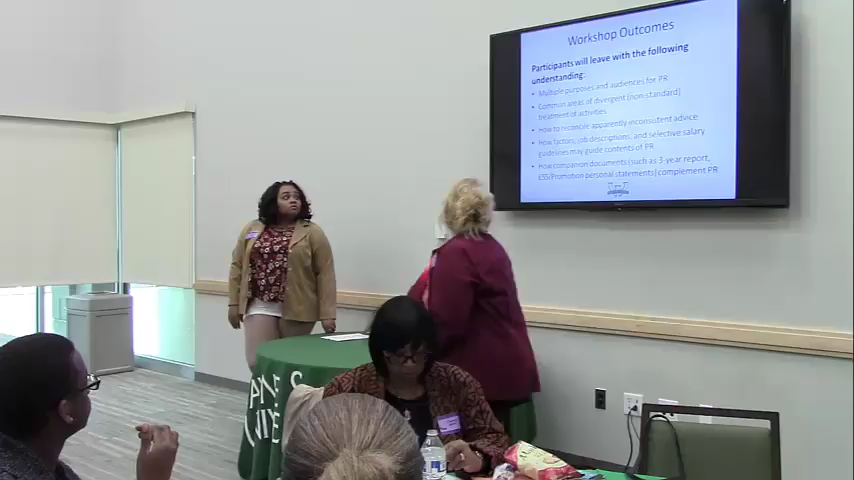 Workshop Outcomes
Participants will leave with the following
understanding:
• Multiple purposes and audiences for PR
• Common areas of divergent (non-standard)
treatment of activities
• How to reconcile apparently inconsistent advice
• How factors, job descriptions, and selective salary
guidelines may guide contents of PR
• How companion documents (such as 3-year report,
ESS/Promotion personal statements) complement PR